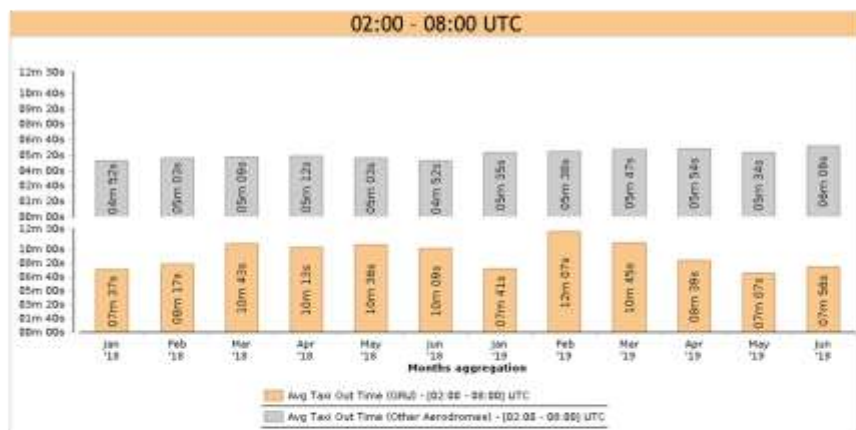 02:00 - 08:00 UTC
12m 30s
10m 40s
09m 20s
08m 00s
06m 40s
05m 20s
04m 00s
02m 40s
01m 20s
00m 00s
04m 52s
05m 03s
05m 09s
05m 12s
05m 03s
04m 52s
05m 35s
05m 38s
05m 47s
05m 54s
05m 34s
06m 09s
12m 30s
10m 00s
08m 20s
06m 40s
05m 00s
03m 20s
01m 40s
00m 00s
07m 37s
08m 17s
10m 43s
10m 13s
10m 38s
10m 09s
07m 41s
12m 07s
10m 45s
08m 39s
07m 07s
07m 56s
Jan '18
Feb '18
Mar '18
Apr '18
May '18
Jun '18
Jan '19
Feb '19
Mar '19
Apr '19
May '19
Jun '19
Months aggregation
Avg Taxi Out Time (GRU) - [02:00 - 08:00] UTC
Avg Taxi Out Time (Other Aerodromes) - [02:00 - 08:00] UTC